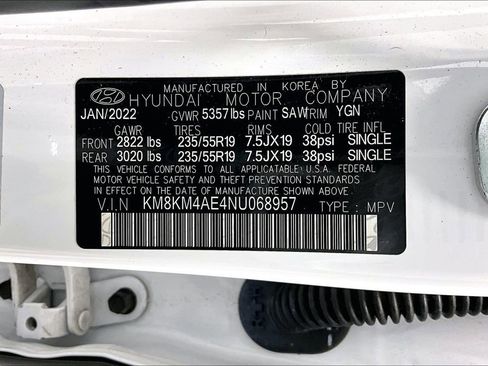 MANUFACTURED IN KOREA BY
HYUNDAI MOTOR COMPANY
JAN/2022 GVWR 5357lbs PAINT SAW TRIM YGN
GAWR TIRES RIMS COLD TIRE INFL
FRONT 2822 lbs 235/55R19 7.5JX19 38psi SINGLE
REAR 3020 lbs 235/55R19 7.5JX19 38psi SINGLE
THIS VEHICLE CONFORMS TO ALL APPLICABLE U.S.A. FEDERAL
MOTOR VEHICLE SAFETY AND THEFT PREVENTION STANDARDS
IN EFFECT ON THE DATE OF MANUFACTURE SHOWN ABOVE.
V.I.N KM8KM4AE4NU068957 TYPE : MPV